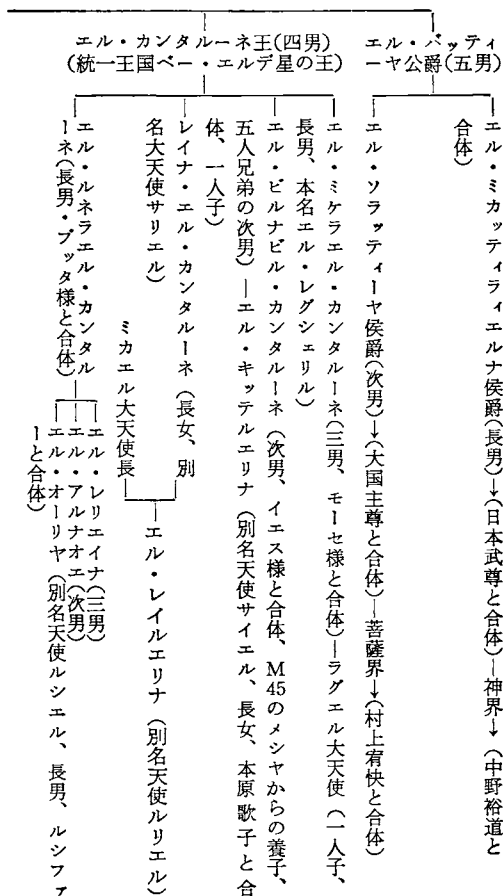 エル・バッティ
ーヤ公爵(五男)
エル・ミカッティラィエルナ侯爵(長男)→(日本武尊と合体)―神界→(中野裕道と
合体)
エル・ソラッティーヤ侯爵(次男)→(大国主尊と合体)―菩薩界→(村上宥快と合体)
エル・カンタルーネ王(四男)
(統一王国ベー・エルデ星の王)
エル・ミケラエル・カンタルーネ(三男、モーセ様と合体)―ラグエル大天使(一人子、
長男、本名エル・レグシェリル)
エル・ビルナビル・カンタルーネ(次男、イエス様と合体、M45のメシヤからの養子、
五人兄弟の次男)―エル・キッテルエリナ(別名天使サイエル、長女、本原歌子と合
体、一人子)
レイナ・エル・カンタルーネ(長女、別
名大天使サリエル)
ミカエル大天使長
エル・レイルエリナ(別名天使ルリエル)
エル・ルネラエル・カンタル
ーネ(長男・ブッタ様と合体)
エル・レリエイナ(三男)
エル・アルナオエ(次男)
エル・オーリヤ(別名天使ルシエル、長男、ルシファ
ーと合体)